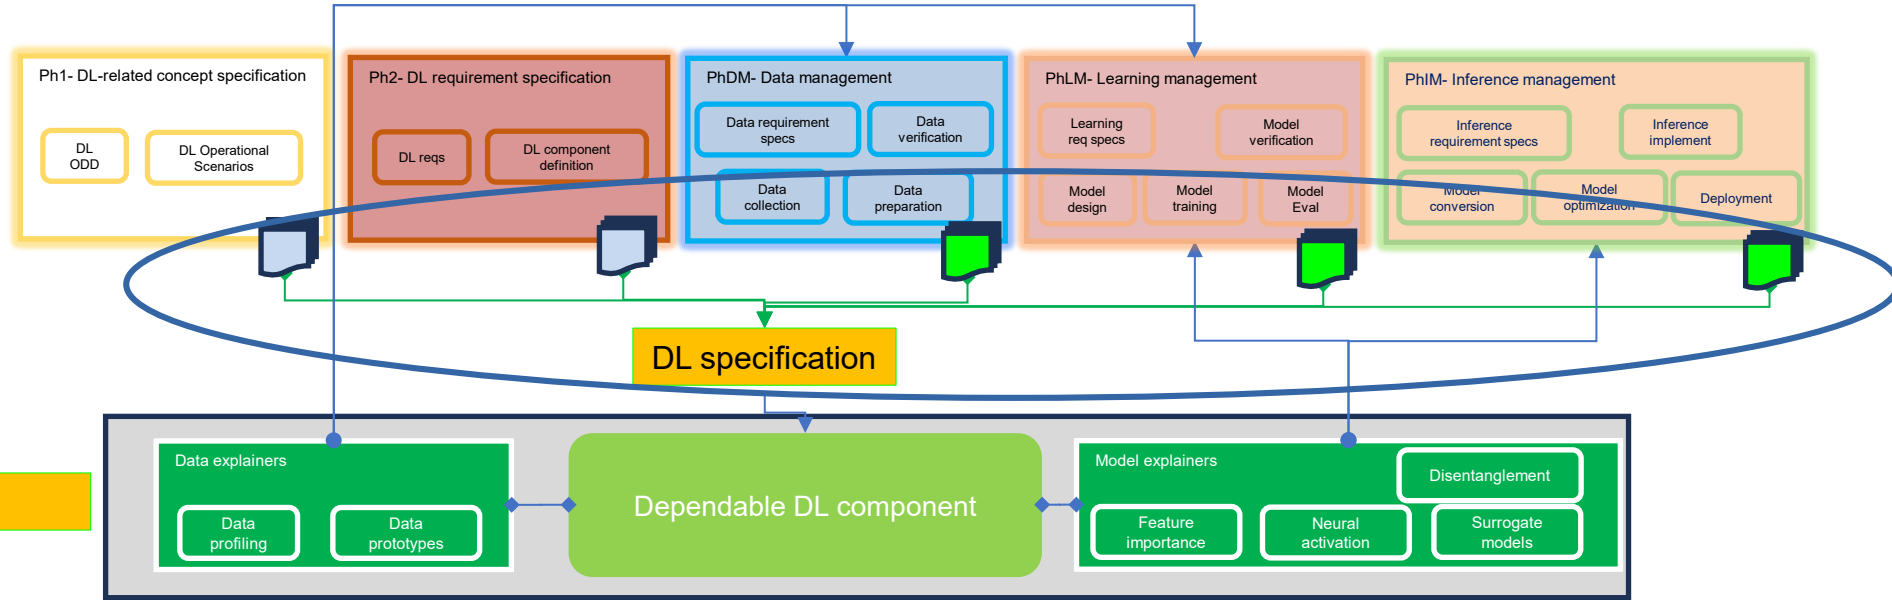 Ph1- DL-related concept specification
DL
ODD
DL Operational
Scenarios
Ph2- DL requirement specification
DL reqs
DL component
definition
PhDM- Data management
Data requirement
specs
Data
verification
Data
collection
Data
preparation
PhLM- Learning management
Learning
req specs
Model
verification
Model
design
Model
training
Model
Eval
PhIM- Inference management
Inference
requirement specs
Inference
implement
Model
conversion
Model
optimization
Deployment
DL specification
Data explainers
Data
profiling
Data
prototypes
Dependable DL component
Model explainers
Disentanglement
Feature
importance
Neural
activation
Surrogate
models